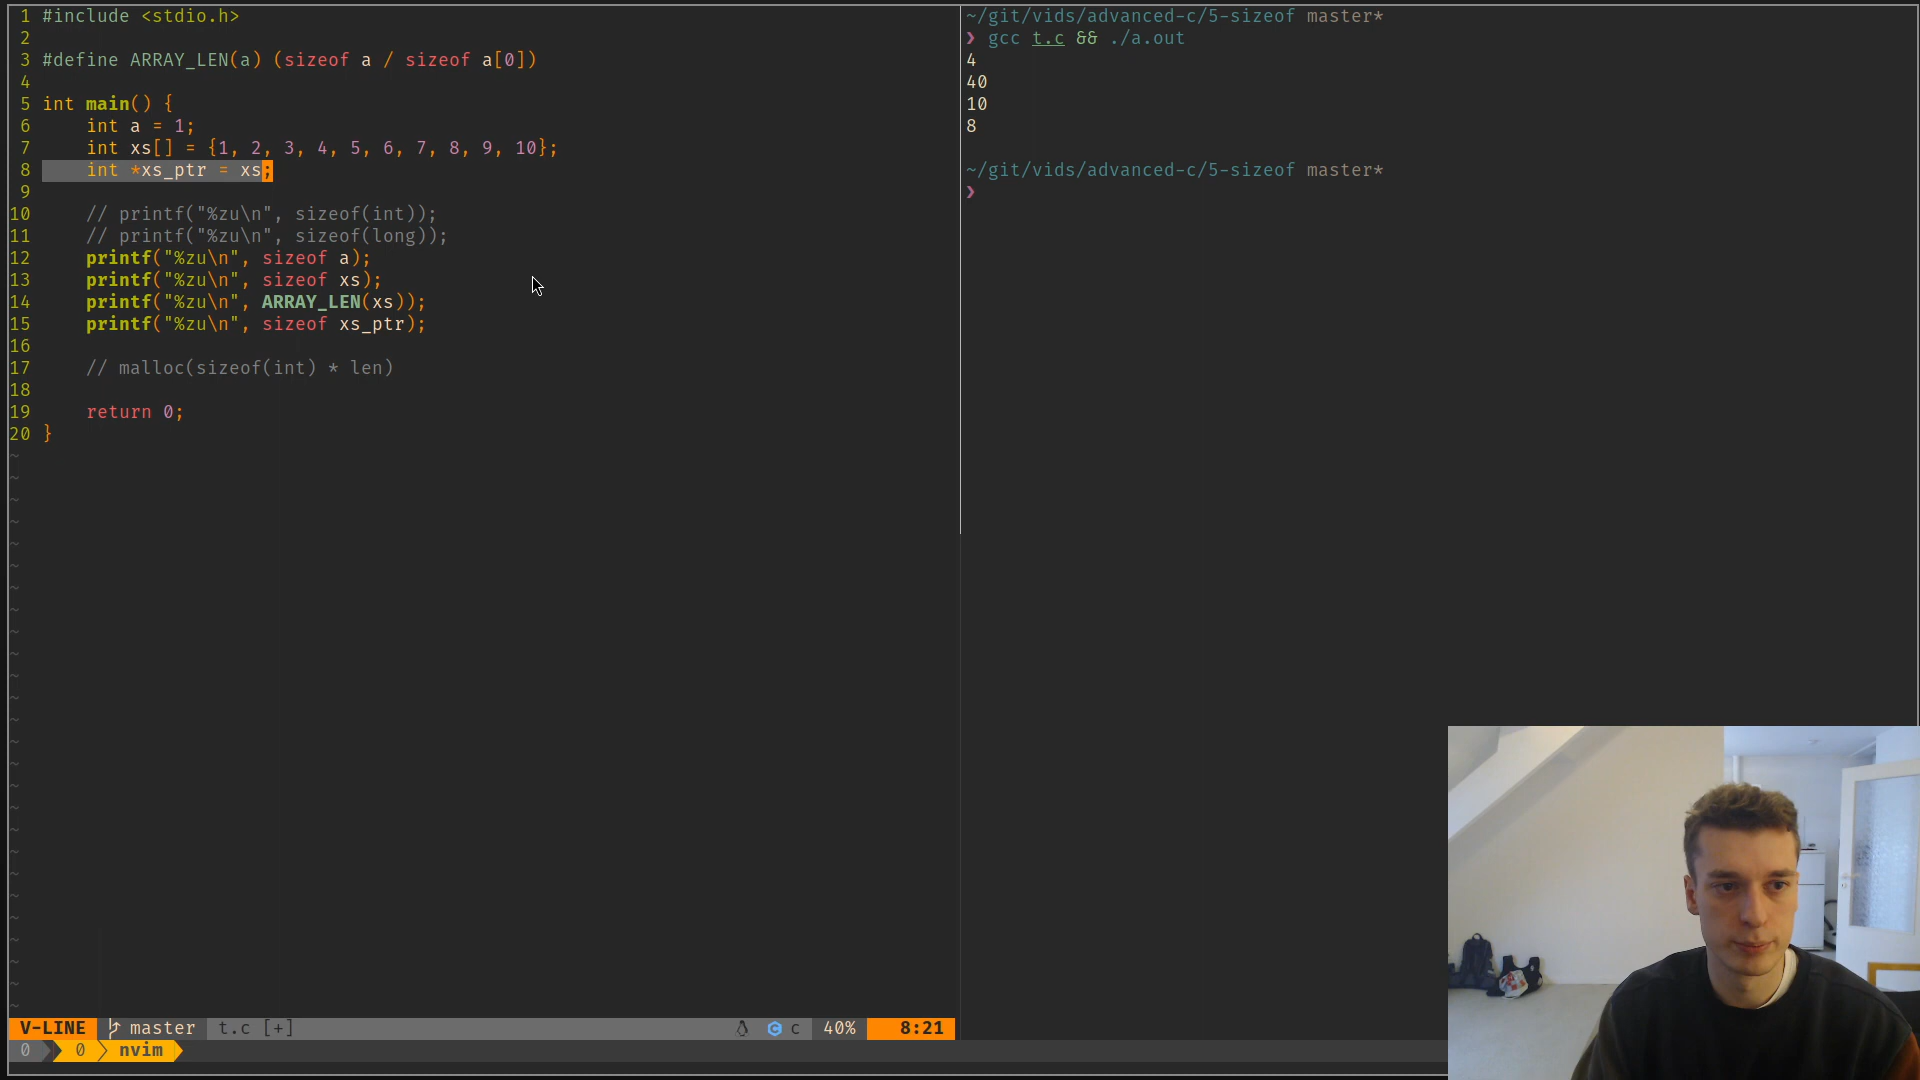 1 #include <stdio.h>
2
3 #define ARRAY_LEN(a) (sizeof a / sizeof a[0])
4
5 int main() {
6     int a = 1;
7     int xs[] = {1, 2, 3, 4, 5, 6, 7, 8, 9, 10};
8     int *xs_ptr = xs;
9
10     // printf("%zu\n", sizeof(int));
11     // printf("%zu\n", sizeof(long));
12     printf("%zu\n", sizeof a);
13     printf("%zu\n", sizeof xs);
14     printf("%zu\n", ARRAY_LEN(xs));
15     printf("%zu\n", sizeof xs_ptr);
16
17     // malloc(sizeof(int) * len)
18
19     return 0;
20 }
V-LINE master t.c [+] c 40% 8:21
0 0 nvim
~/git/vids/advanced-c/5-sizeof master*
❯ gcc t.c && ./a.out
4
40
10
8
~/git/vids/advanced-c/5-sizeof master*
❯